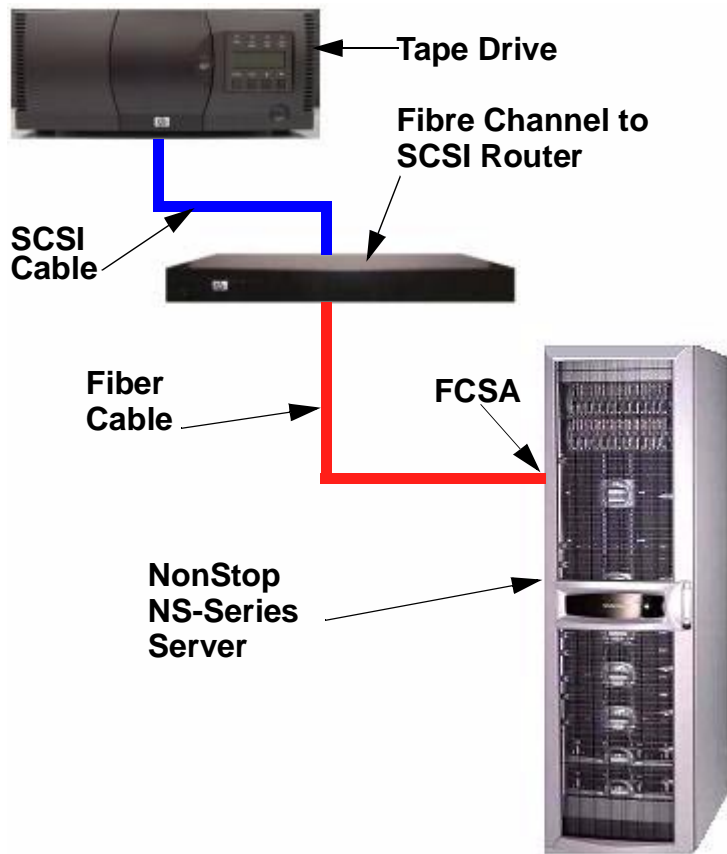 Tape Drive
Fibre Channel to
SCSI Router
SCSI
Cable
Fiber
Cable
FCSA
NonStop
NS-Series
Server